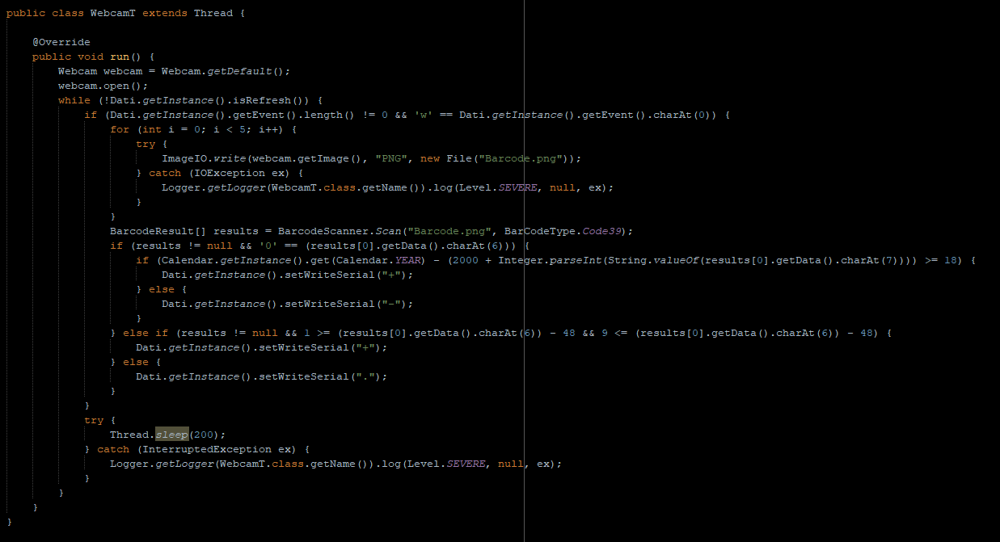 public class WebcamT extends Thread {
@Override
public void run() {
Webcam webcam = Webcam.getDefault();
webcam.open();
while (!Dati.getInstance().isRefresh()) {
if (Dati.getInstance().getEvent().length() != 0 && 'w' == Dati.getInstance().getEvent().charAt(0)) {
for (int i = 0; i < 5; i++) {
try {
ImageIO.write(webcam.getImage(), "PNG", new File("Barcode.png"));
} catch (IOException ex) {
Logger.getLogger(WebcamT.class.getName()).log(Level.SEVERE, null, ex);
}
}
BarcodeResult[] results = BarcodeScanner.Scan("Barcode.png", BarCodeType.Code39);
if (results != null && '0' == (results[0].getData().charAt(6))) {
if (Calendar.getInstance().get(Calendar.YEAR) - (2000 + Integer.parseInt(String.valueOf(results[0].getData().charAt(7)))) >= 18) {
Dati.getInstance().setWriteSerial("+");
} else {
Dati.getInstance().setWriteSerial("-");
}
} else if (results != null && 1 >= (results[0].getData().charAt(6)) - 48 && 9 <= (results[0].getData().charAt(6)) - 48) {
Dati.getInstance().setWriteSerial("+");
} else {
Dati.getInstance().setWriteSerial(".");
}
}
try {
Thread.sleep(200);
} catch (InterruptedException ex) {
Logger.getLogger(WebcamT.class.getName()).log(Level.SEVERE, null, ex);
}
}
}
}